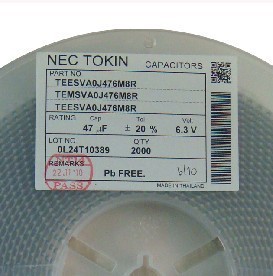 NEC TOKIN CAPACITORS
PART NO
TEESVA0J476M8R
TEMSVA0J476M8R
TEESVA0J476M8R
RATING Cap. Tol Vol.
47 µF ± 20 % 6.3 V
LOT NO QTY
0L24T10389 2000
REMARKS
Pb FREE.
PASS
MADE IN THAILAND